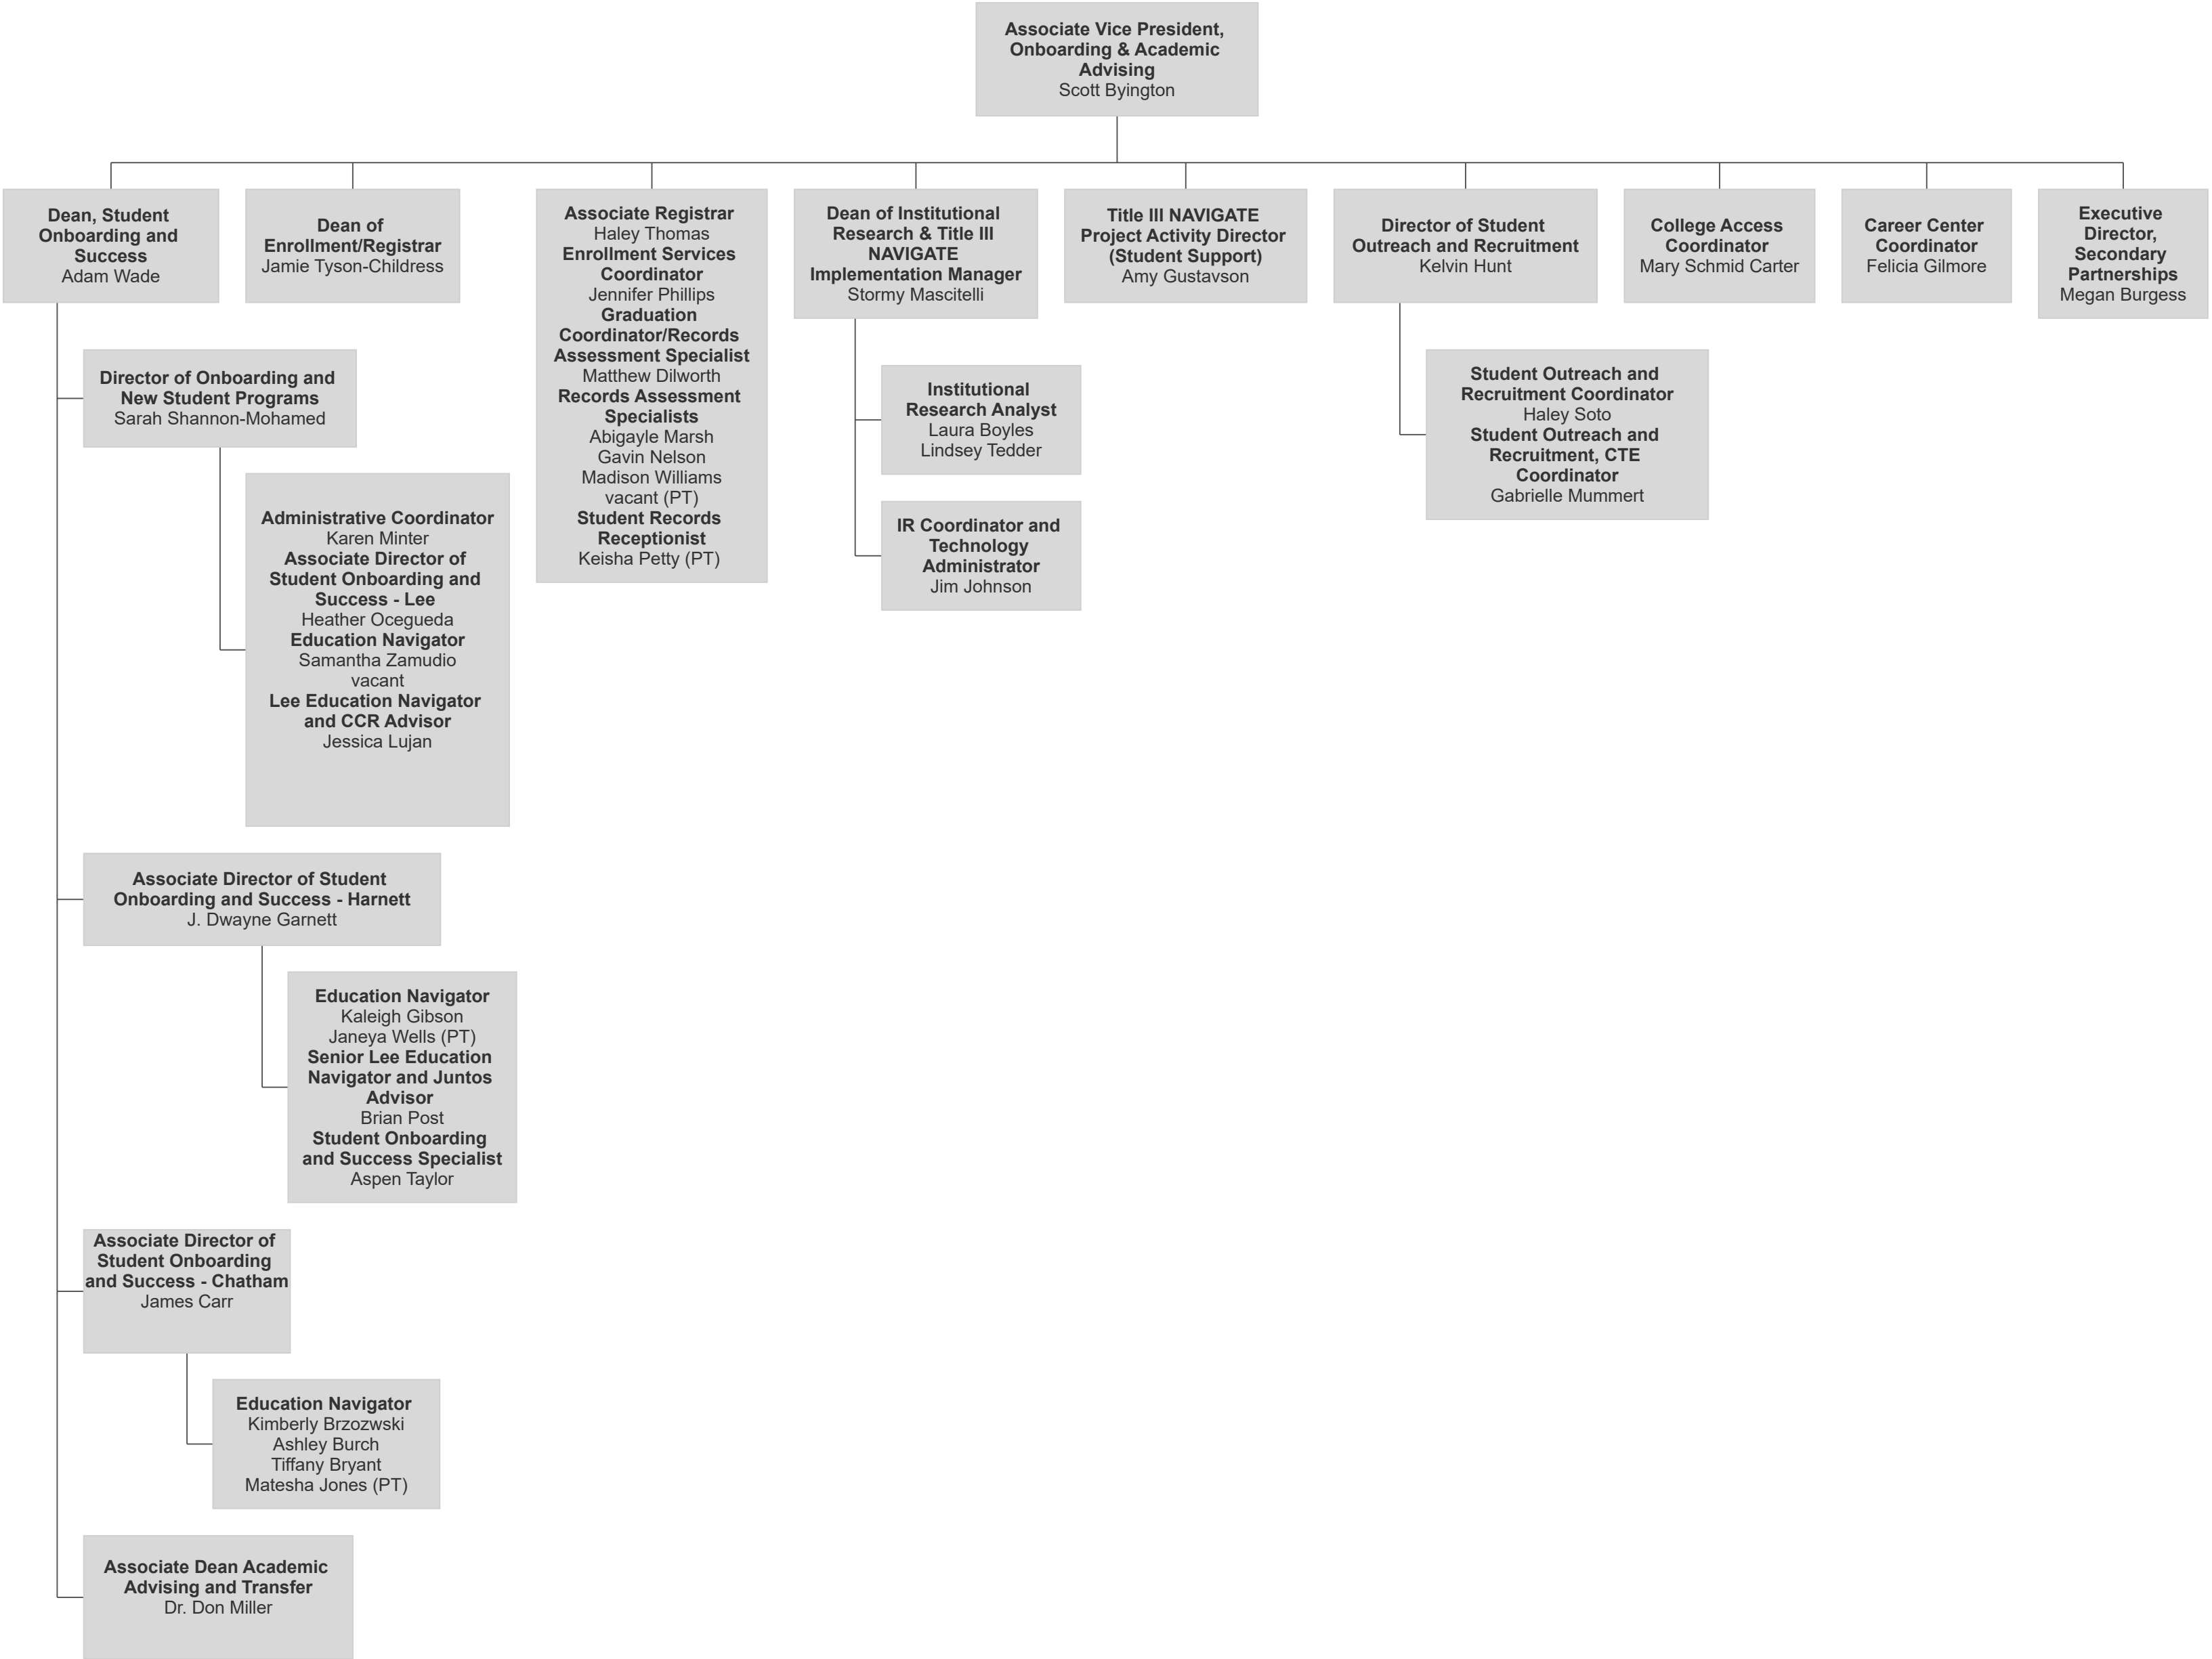 Associate Vice President,
Onboarding & Academic
Advising
Scott Byington
Dean, Student
Onboarding and
Success
Adam Wade
Dean of
Enrollment/Registrar
Jamie Tyson-Childress
Associate Registrar
Haley Thomas
Enrollment Services
Coordinator
Jennifer Phillips
Graduation
Coordinator/Records
Assessment Specialist
Matthew Dilworth
Records Assessment
Specialists
Abigayle Marsh
Gavin Nelson
Madison Williams
vacant (PT)
Student Records
Receptionist
Keisha Petty (PT)
Dean of Institutional
Research & Title III
NAVIGATE
Implementation Manager
Stormy Mascitelli
Title III NAVIGATE
Project Activity Director
(Student Support)
Amy Gustavson
Director of Student
Outreach and Recruitment
Kelvin Hunt
College Access
Coordinator
Mary Schmid Carter
Career Center
Coordinator
Felicia Gilmore
Executive
Director,
Secondary
Partnerships
Megan Burgess
Director of Onboarding and
New Student Programs
Sarah Shannon-Mohamed
Administrative Coordinator
Karen Minter
Associate Director of
Student Onboarding and
Success - Lee
Heather Ocegueda
Education Navigator
Samantha Zamudio
vacant
Lee Education Navigator
and CCR Advisor
Jessica Lujan
Institutional
Research Analyst
Laura Boyles
Lindsey Tedder
IR Coordinator and
Technology
Administrator
Jim Johnson
Student Outreach and
Recruitment Coordinator
Haley Soto
Student Outreach and
Recruitment, CTE
Coordinator
Gabrielle Mummert
Associate Director of Student
Onboarding and Success - Harnett
J. Dwayne Garnett
Education Navigator
Kaleigh Gibson
Janeya Wells (PT)
Senior Lee Education
Navigator and Juntos
Advisor
Brian Post
Student Onboarding
and Success Specialist
Aspen Taylor
Associate Director of
Student Onboarding
and Success - Chatham
James Carr
Education Navigator
Kimberly Brzozwski
Ashley Burch
Tiffany Bryant
Matesha Jones (PT)
Associate Dean Academic
Advising and Transfer
Dr. Don Miller